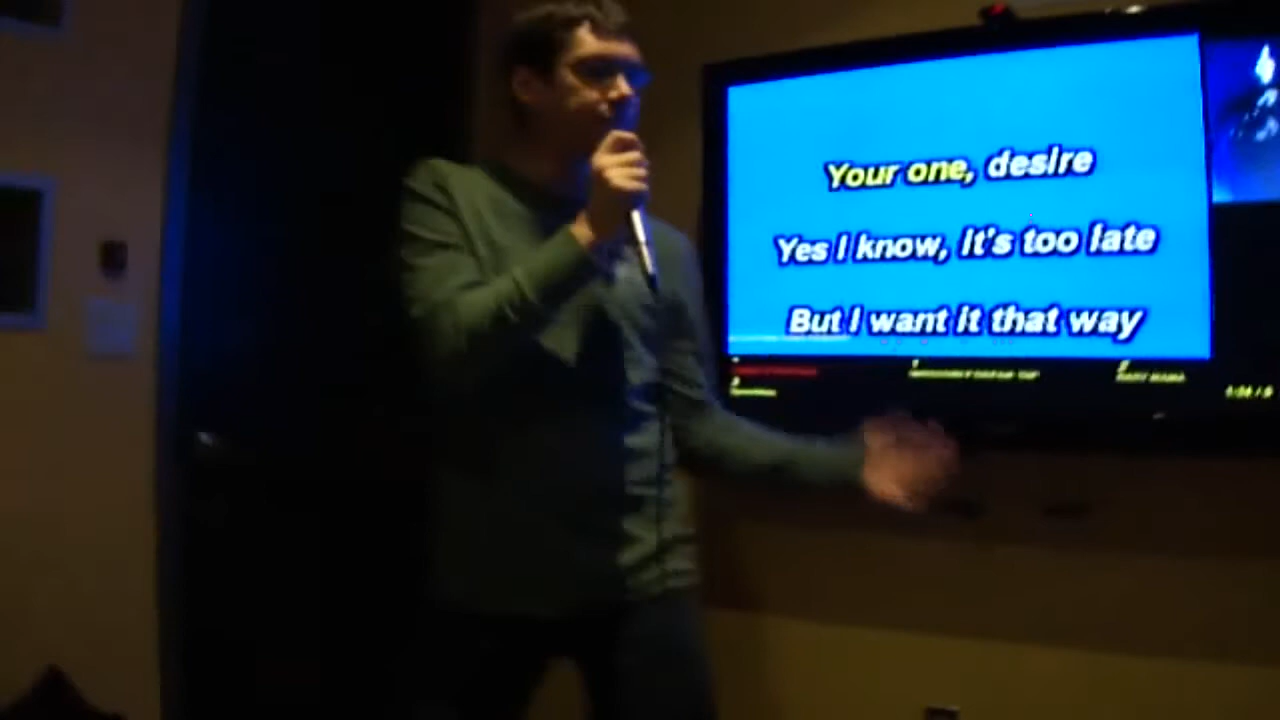 Your one, desire
Yes I know, it's too late
But I want it that way